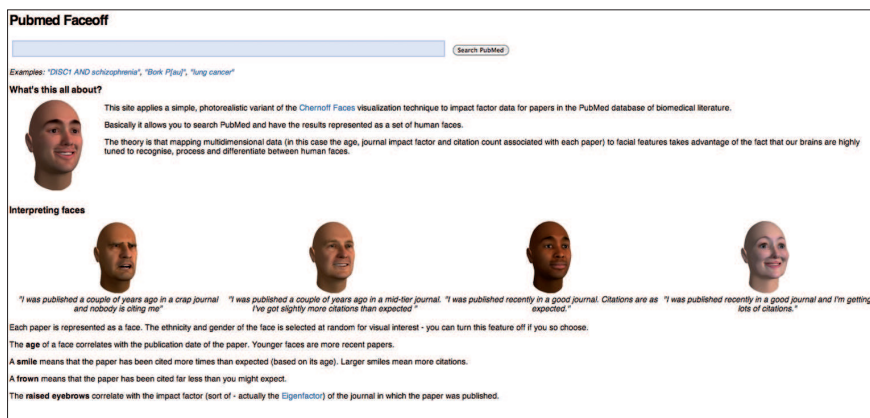 Pubmed Faceoff
Search PubMed
Examples: "DISC1 AND schizophrenia", "Bork P[au]", "lung cancer"
What's this all about?
This site applies a simple, photorealistic variant of the Chernoff Faces visualization technique to impact factor data for papers in the PubMed database of biomedical literature.
Basically it allows you to search PubMed and have the results represented as a set of human faces.
The theory is that mapping multidimensional data (in this case the age, journal impact factor and citation count associated with each paper) to facial features takes advantage of the fact that our brains are highly
tuned to recognise, process and differentiate between human faces.
Interpreting faces
"I was published a couple of years ago in a crap journal
and nobody is citing me"
"I was published a couple of years ago in a mid-tier journal.
I've got slightly more citations than expected "
"I was published recently in a good journal. Citations are as
expected."
"I was published recently in a good journal and I'm getting
lots of citations."
Each paper is represented as a face. The ethnicity and gender of the face is selected at random for visual interest - you can turn this feature off if you so choose.
The age of a face correlates with the publication date of the paper. Younger faces are more recent papers.
A smile means that the paper has been cited more times than expected (based on its age). Larger smiles mean more citations.
A frown means that the paper has been cited far less than you might expect.
The raised eyebrows correlate with the impact factor (sort of - actually the Eigenfactor) of the journal in which the paper was published.